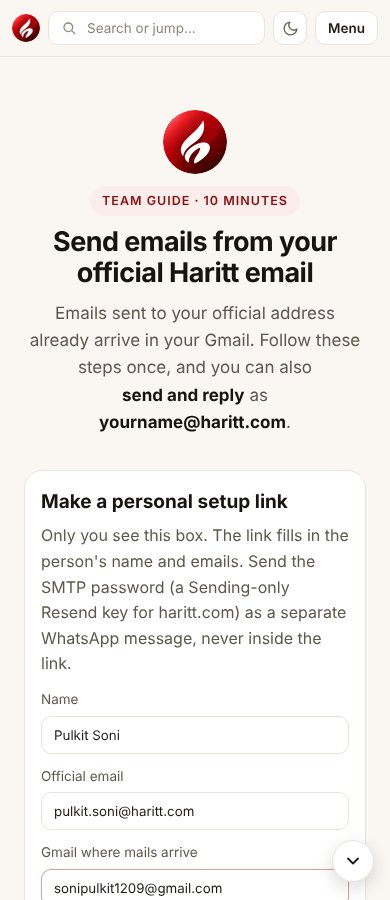 Search or jump...
Menu
TEAM GUIDE · 10 MINUTES
Send emails from your
official Haritt email
Emails sent to your official address
already arrive in your Gmail. Follow these
steps once, and you can also
send and reply as
yourname@haritt.com.
Make a personal setup link
Only you see this box. The link fills in the
person's name and emails. Send the
SMTP password (a Sending-only
Resend key for haritt.com) as a separate
WhatsApp message, never inside the
link.
Name
Pulkit Soni
Official email
pulkit.soni@haritt.com
Gmail where mails arrive
sonipulkit1209@gmail.com